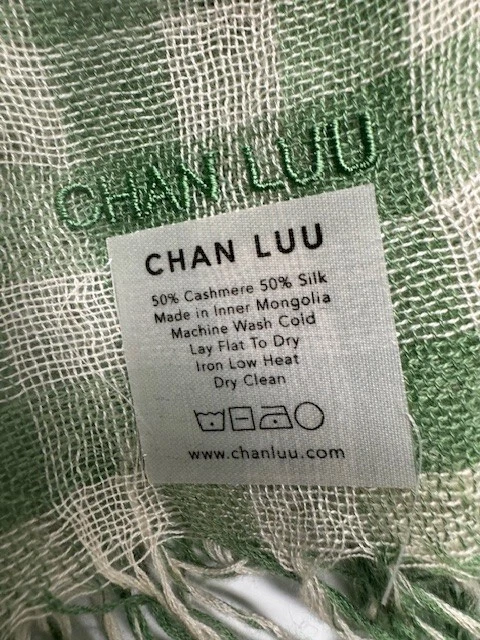 CHAN LUU
CHAN LUU
50% Cashmere 50% Silk
Made in Inner Mongolia
Machine Wash Cold
Lay Flat To Dry
Iron Low Heat
Dry Clean
www.chanluu.com